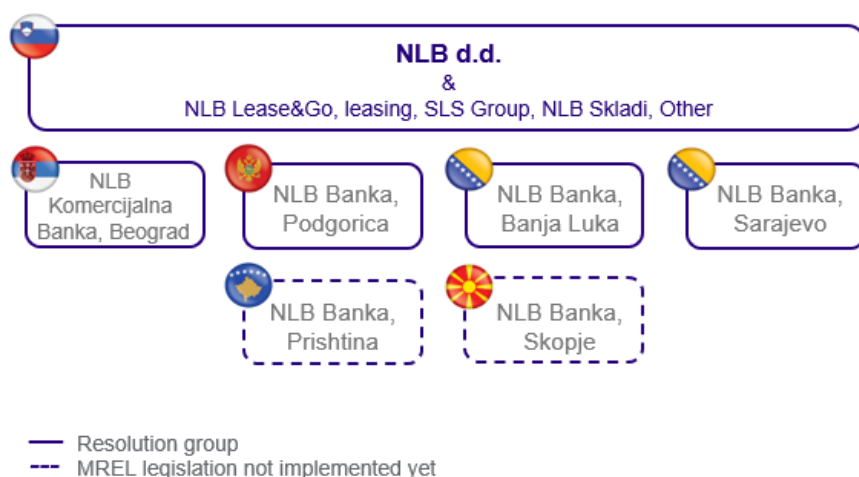 NLB d.d.
&
NLB Lease&Go, leasing, SLS Group, NLB Skladi, Other
NLB
Komercijalna
Banka, Beograd
NLB Banka,
Podgorica
NLB Banka,
Banja Luka
NLB Banka,
Sarajevo
NLB Banka,
Prishtina
NLB Banka,
Skopje
Resolution group
MREL legislation not implemented yet